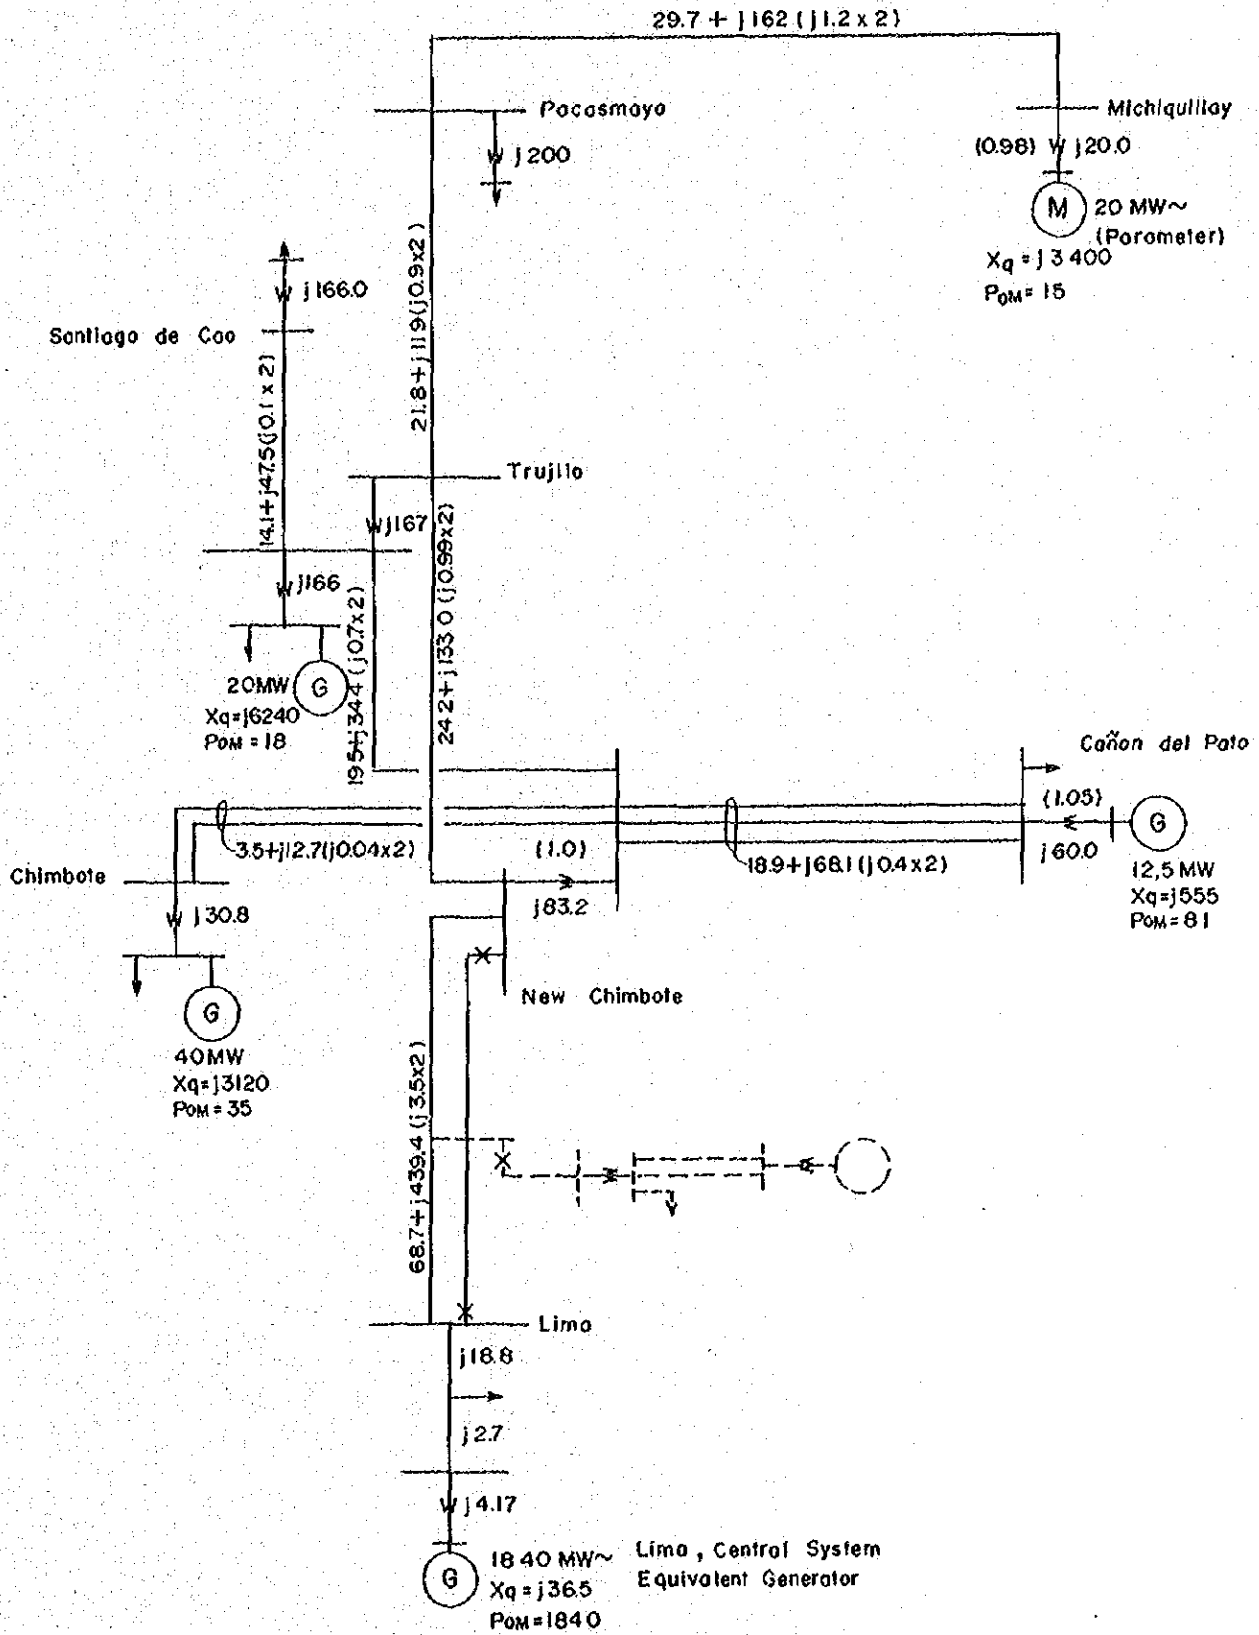 29.7 + j162 (j1.2 x 2)
Pacasmayo
Michiquillay
j200
(0.98)
j20.0
M
20 MW~
(Parometer)
Xq = j3400
POM = 15
21.8 + j119 (j0.9x2)
j166.0
Santiago de Cao
14.1+j47.5(j0.1 x 2)
Trujllo
j167
j166
24.2+j133.0 (j0.99x2)
19.5+j34.4 (j0.7x2)
20MW
G
Xq=j6240
POM = 18
Cañon del Pato
(1.05)
G
3.5+j12.7(j0.04x2)
(1.0)
18.9+j68.1 (j0.4x2)
j60.0
12,5 MW
Xq=j555
POM = 81
Chimbote
j30.8
j83.2
New Chimbote
G
40MW
Xq=j3120
POM = 35
68.7+j439.4 (j3.5x2)
Lima
j18.8
j2.7
j4.17
G
1840 MW~
Xq = j36.5
POM=1840
Lima, Central System
Equivalent Generator